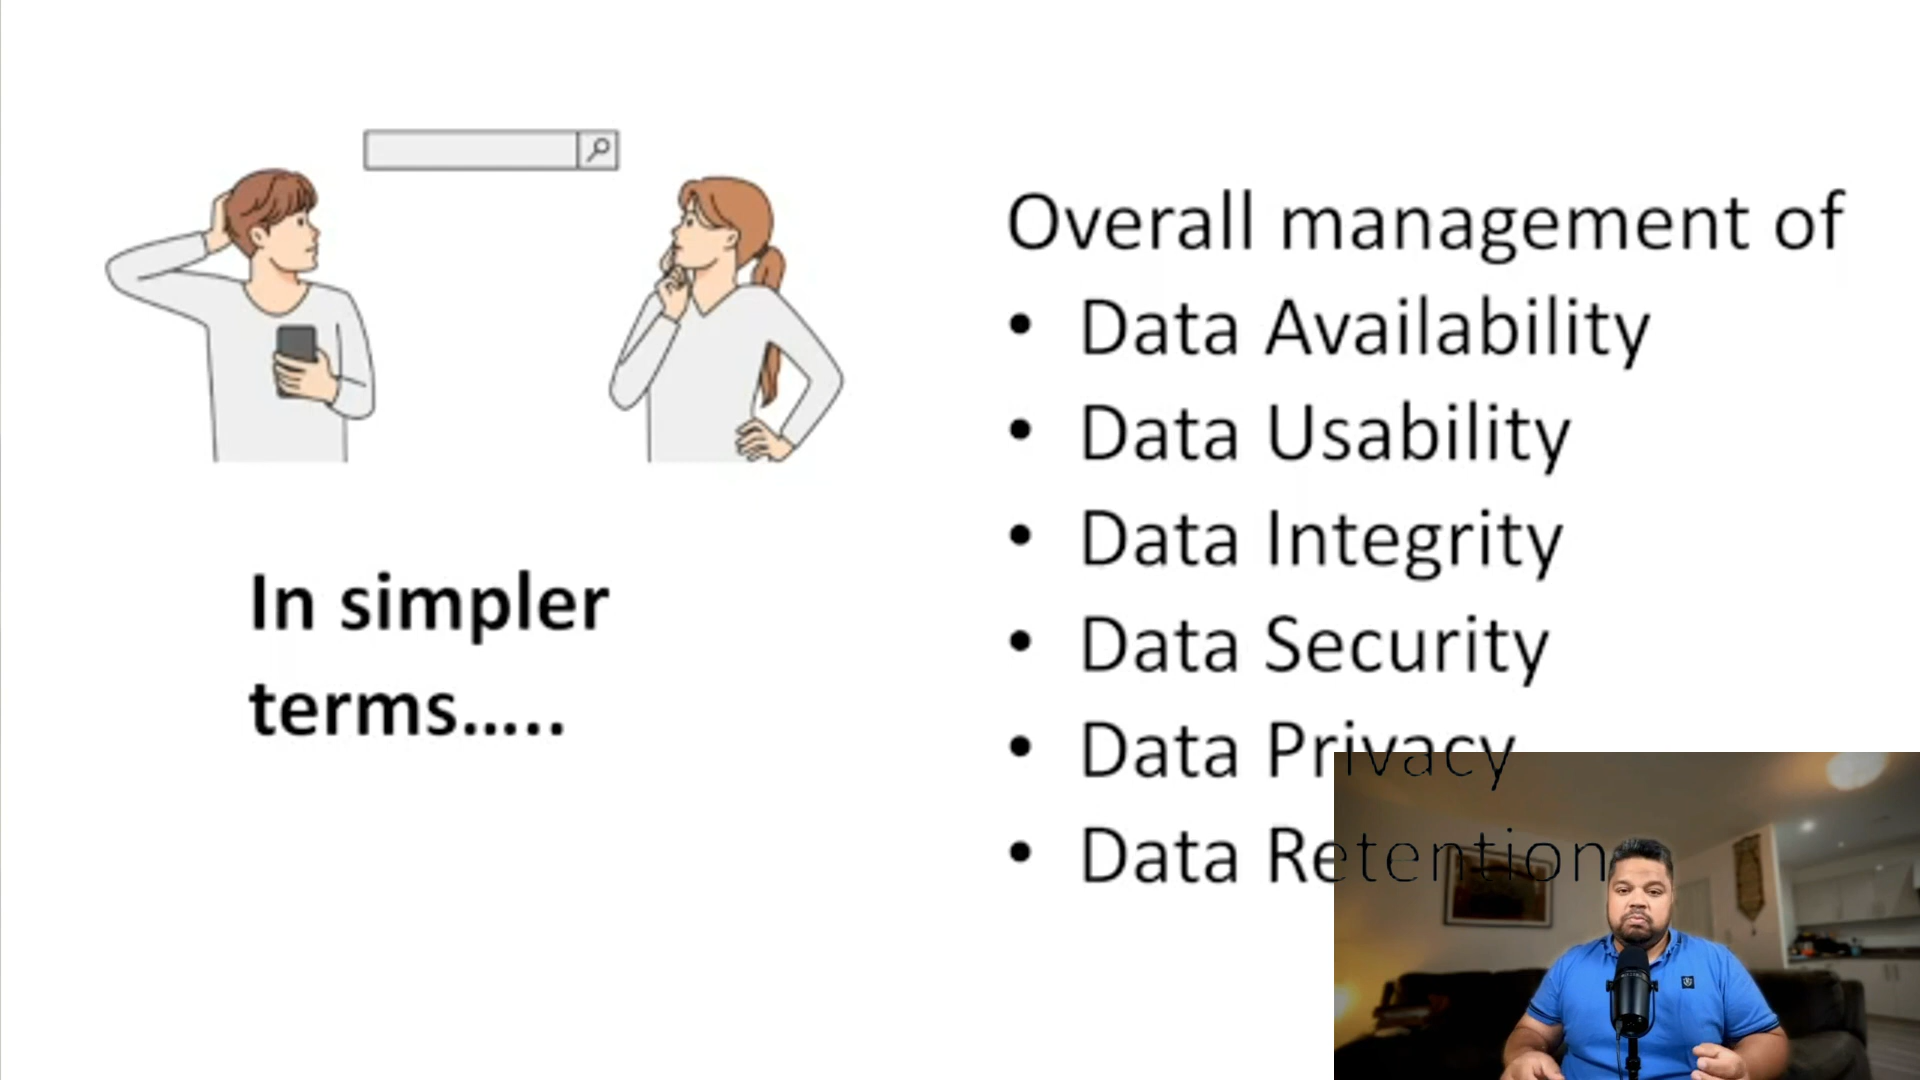 In simpler
terms.....
Overall management of
• Data Availability
• Data Usability
• Data Integrity
• Data Security
• Data Privacy
• Data Retention